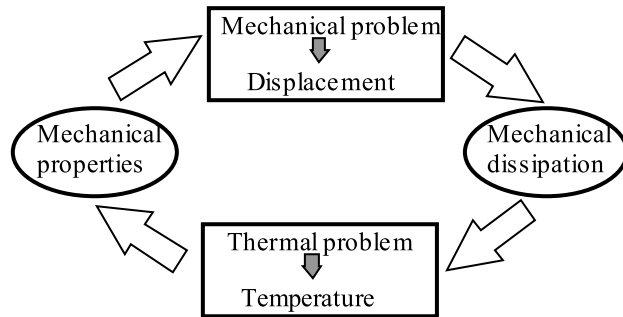 Mechanical problem
Displacement
Mechanical
properties
Mechanical
dissipation
Thermal problem
Temperature